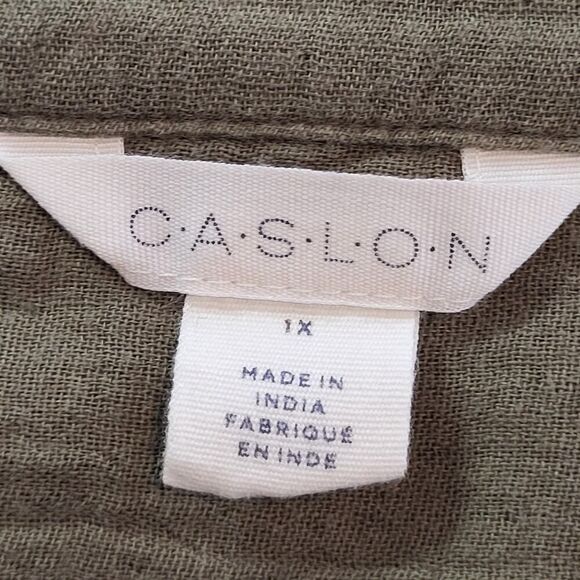 C·A·S·L·O·N
1X
MADE IN
INDIA
FABRIQUE
EN INDE